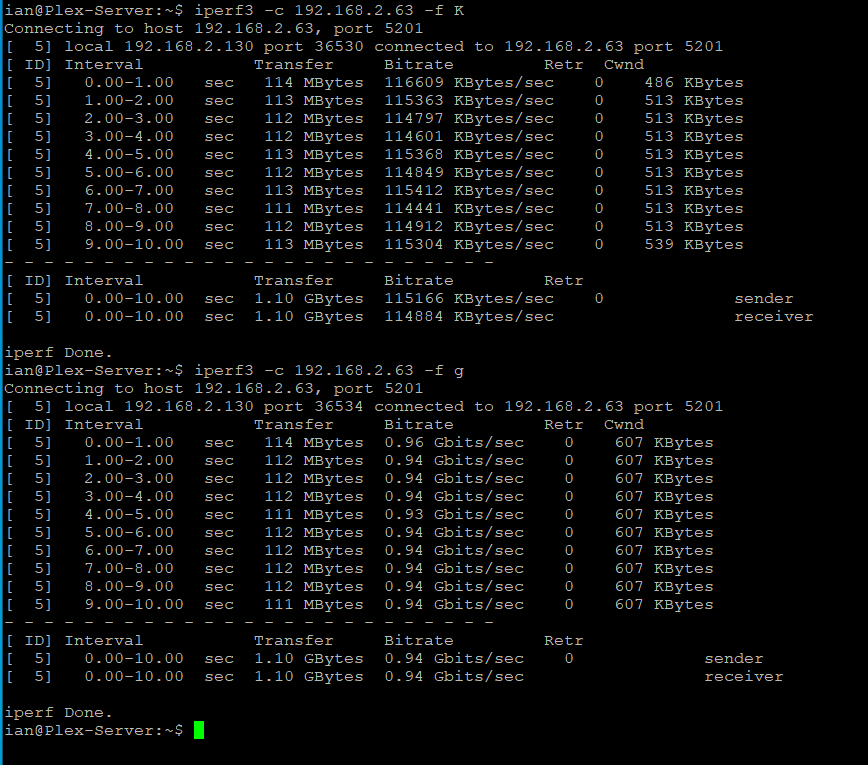 ian@Plex-Server:~$ iperf3 -c 192.168.2.63 -f K
Connecting to host 192.168.2.63, port 5201
[  5] local 192.168.2.130 port 36530 connected to 192.168.2.63 port 5201
[ ID] Interval           Transfer     Bitrate         Retr  Cwnd
[  5]   0.00-1.00   sec   114 MBytes  116609 KBytes/sec    0    486 KBytes
[  5]   1.00-2.00   sec   113 MBytes  115363 KBytes/sec    0    513 KBytes
[  5]   2.00-3.00   sec   112 MBytes  114797 KBytes/sec    0    513 KBytes
[  5]   3.00-4.00   sec   112 MBytes  114601 KBytes/sec    0    513 KBytes
[  5]   4.00-5.00   sec   113 MBytes  115368 KBytes/sec    0    513 KBytes
[  5]   5.00-6.00   sec   112 MBytes  114849 KBytes/sec    0    513 KBytes
[  5]   6.00-7.00   sec   113 MBytes  115412 KBytes/sec    0    513 KBytes
[  5]   7.00-8.00   sec   111 MBytes  114441 KBytes/sec    0    513 KBytes
[  5]   8.00-9.00   sec   112 MBytes  114912 KBytes/sec    0    513 KBytes
[  5]   9.00-10.00  sec   113 MBytes  115304 KBytes/sec    0    539 KBytes
- - - - - - - - - - - - - - - - - - - - - - - - -
[ ID] Interval           Transfer     Bitrate         Retr
[  5]   0.00-10.00  sec  1.10 GBytes  115166 KBytes/sec    0             sender
[  5]   0.00-10.00  sec  1.10 GBytes  114884 KBytes/sec                  receiver

iperf Done.
ian@Plex-Server:~$ iperf3 -c 192.168.2.63 -f g
Connecting to host 192.168.2.63, port 5201
[  5] local 192.168.2.130 port 36534 connected to 192.168.2.63 port 5201
[ ID] Interval           Transfer     Bitrate         Retr  Cwnd
[  5]   0.00-1.00   sec   114 MBytes  0.96 Gbits/sec    0    607 KBytes
[  5]   1.00-2.00   sec   112 MBytes  0.94 Gbits/sec    0    607 KBytes
[  5]   2.00-3.00   sec   112 MBytes  0.94 Gbits/sec    0    607 KBytes
[  5]   3.00-4.00   sec   112 MBytes  0.94 Gbits/sec    0    607 KBytes
[  5]   4.00-5.00   sec   111 MBytes  0.93 Gbits/sec    0    607 KBytes
[  5]   5.00-6.00   sec   112 MBytes  0.94 Gbits/sec    0    607 KBytes
[  5]   6.00-7.00   sec   112 MBytes  0.94 Gbits/sec    0    607 KBytes
[  5]   7.00-8.00   sec   112 MBytes  0.94 Gbits/sec    0    607 KBytes
[  5]   8.00-9.00   sec   112 MBytes  0.94 Gbits/sec    0    607 KBytes
[  5]   9.00-10.00  sec   111 MBytes  0.94 Gbits/sec    0    607 KBytes
- - - - - - - - - - - - - - - - - - - - - - - - -
[ ID] Interval           Transfer     Bitrate         Retr
[  5]   0.00-10.00  sec  1.10 GBytes  0.94 Gbits/sec    0             sender
[  5]   0.00-10.00  sec  1.10 GBytes  0.94 Gbits/sec                  receiver

iperf Done.
ian@Plex-Server:~$